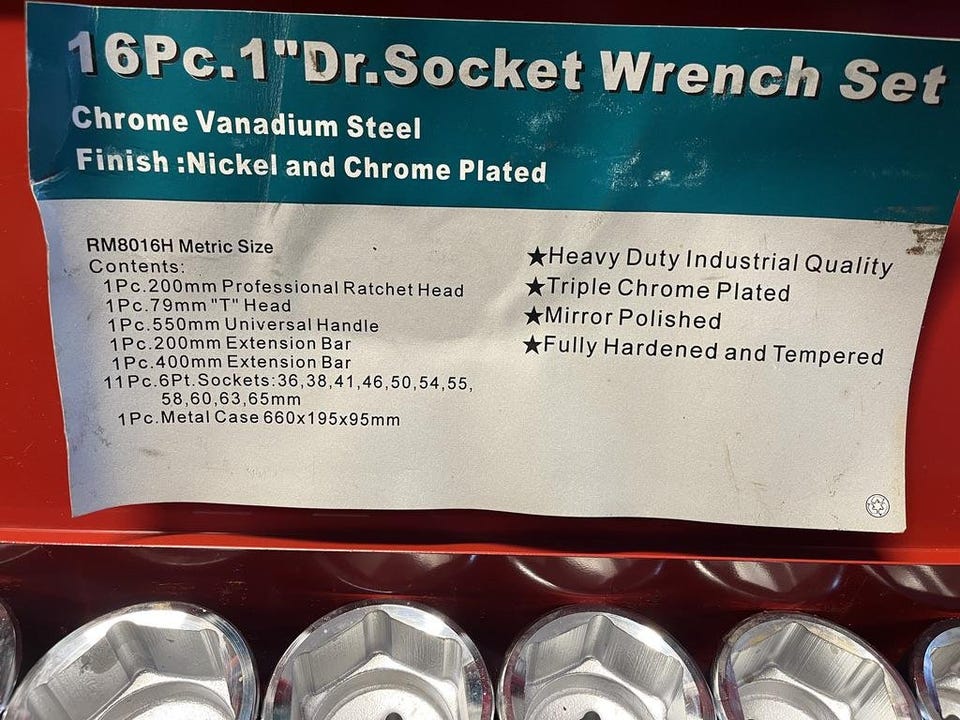 16Pc.1"Dr.Socket Wrench Set
Chrome Vanadium Steel
Finish :Nickel and Chrome Plated
RM8016H Metric Size
Contents:
1Pc.200mm Professional Ratchet Head
1Pc.79mm "T" Head
1Pc.550mm Universal Handle
1Pc.200mm Extension Bar
1Pc.400mm Extension Bar
11Pc.6Pt.Sockets:36,38,41,46,50,54,55,
58,60,63,65mm
1Pc.Metal Case 660x195x95mm
★Heavy Duty Industrial Quality
★Triple Chrome Plated
★Mirror Polished
★Fully Hardened and Tempered